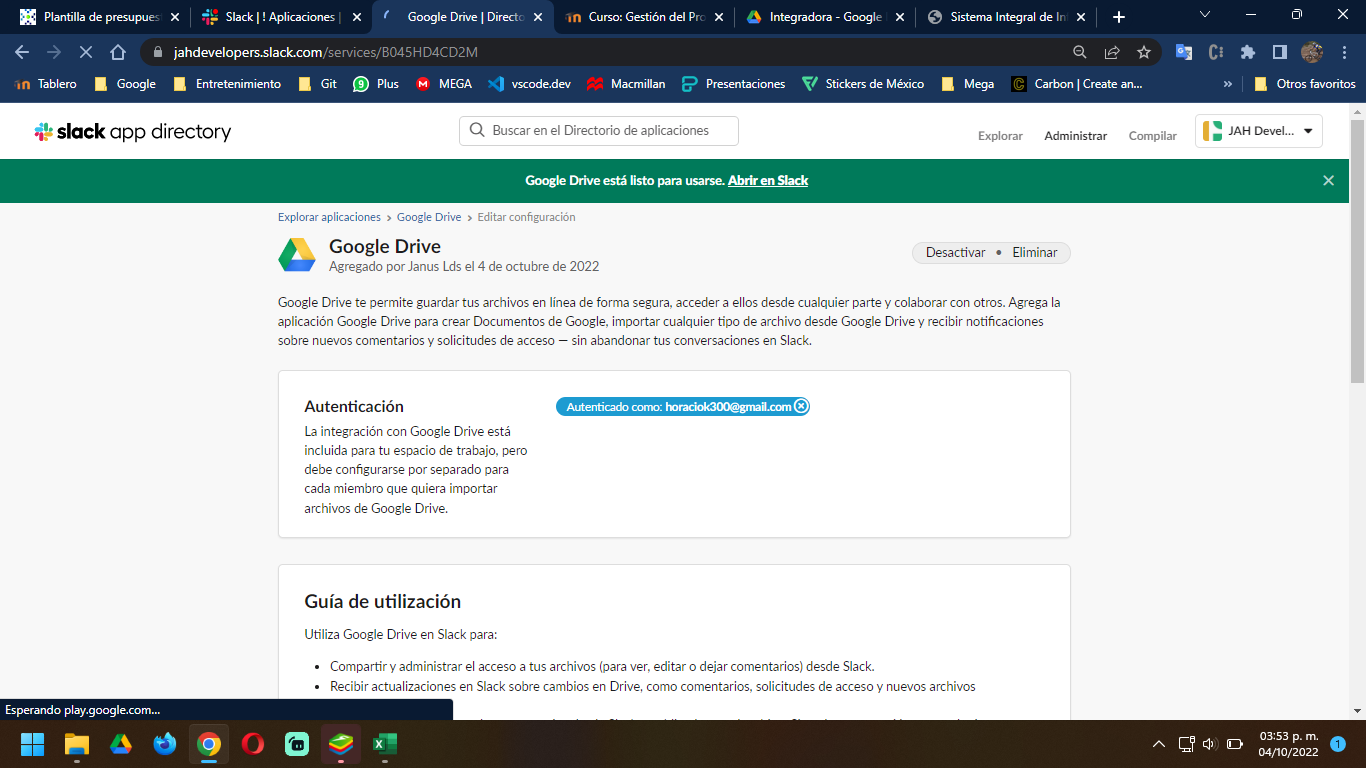 Plantilla de presupues
Slack | ! Aplicaciones |
Google Drive | Directo
Curso: Gestión del Pro
Integradora - Google
Sistema Integral de In
jahdevelopers.slack.com/services/B045HD4CD2M
Tablero
Google
Entretenimiento
Git
Plus
MEGA
vscode.dev
Macmillan
Presentaciones
Stickers de México
Mega
Carbon | Create an...
Otros favoritos
slack app directory
Buscar en el Directorio de aplicaciones
Explorar
Administrar
Compilar
JAH Devel...
Google Drive está listo para usarse. Abrir en Slack
Explorar aplicaciones › Google Drive › Editar configuración
Google Drive
Agregado por Janus Lds el 4 de octubre de 2022
Desactivar • Eliminar
Google Drive te permite guardar tus archivos en línea de forma segura, acceder a ellos desde cualquier parte y colaborar con otros. Agrega la
aplicación Google Drive para crear Documentos de Google, importar cualquier tipo de archivo desde Google Drive y recibir notificaciones
sobre nuevos comentarios y solicitudes de acceso — sin abandonar tus conversaciones en Slack.
Autenticación
Autenticado como: horaciok300@gmail.com
La integración con Google Drive está
incluida para tu espacio de trabajo, pero
debe configurarse por separado para
cada miembro que quiera importar
archivos de Google Drive.
Guía de utilización
Utiliza Google Drive en Slack para:
• Compartir y administrar el acceso a tus archivos (para ver, editar o dejar comentarios) desde Slack.
• Recibir actualizaciones en Slack sobre cambios en Drive, como comentarios, solicitudes de acceso y nuevos archivos
Esperando play.google.com...
03:53 p. m.
04/10/2022
1